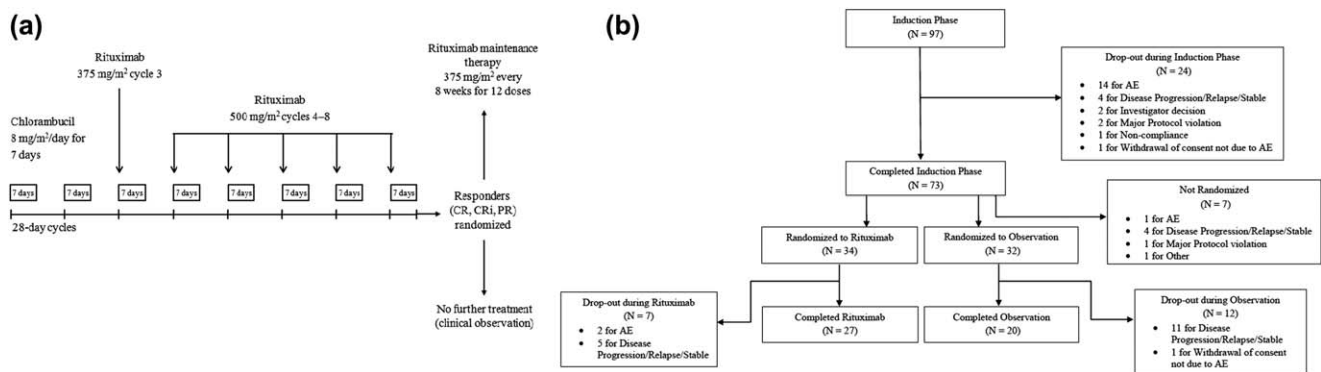 (a)
Rituximab
375 mg/m² cycle 3
Rituximab
500 mg/m² cycles 4–8
Chlorambucil
8 mg/m²/day for
7 days
7 days
7 days
7 days
7 days
7 days
7 days
7 days
7 days
28-day cycles
Rituximab maintenance
therapy
375 mg/m² every
8 weeks for 12 doses
Responders
(CR, CRi, PR)
randomized
No further treatment
(clinical observation)
(b)
Induction Phase
(N = 97)
Drop-out during Induction Phase
(N = 24)
• 14 for AE
• 4 for Disease Progression/Relapse/Stable
• 2 for Investigator decision
• 2 for Major Protocol violation
• 1 for Non-compliance
• 1 for Withdrawal of consent not due to AE
Completed Induction Phase
(N = 73)
Not Randomized
(N = 7)
• 1 for AE
• 4 for Disease Progression/Relapse/Stable
• 1 for Major Protocol violation
• 1 for Other
Randomized to Rituximab
(N = 34)
Randomized to Observation
(N = 32)
Drop-out during Rituximab
(N = 7)
• 2 for AE
• 5 for Disease
Progression/Relapse/Stable
Completed Rituximab
(N = 27)
Completed Observation
(N = 20)
Drop-out during Observation
(N = 12)
• 11 for Disease
Progression/Relapse/Stable
• 1 for Withdrawal of consent
not due to AE